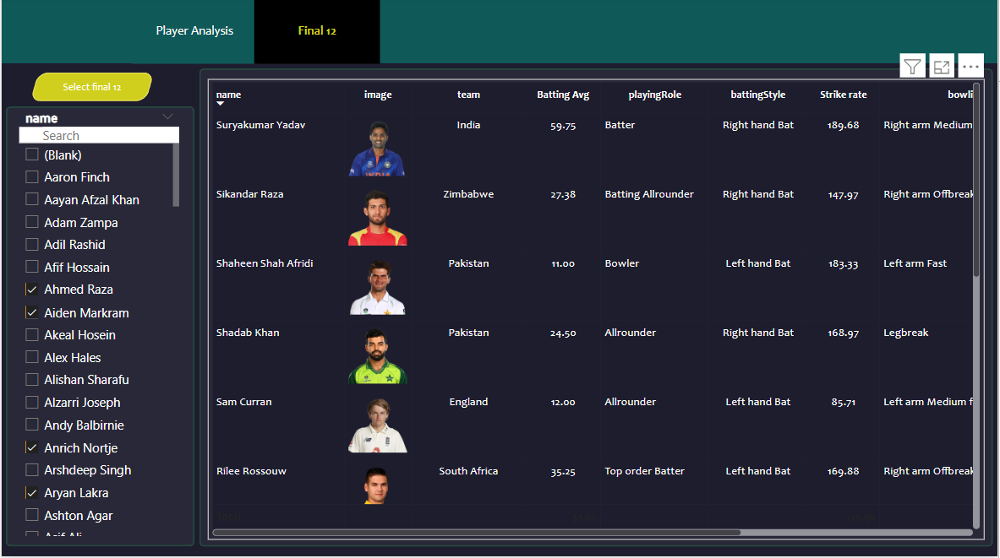 Player Analysis
Final 12
Select final 12
name
Search
(Blank)
Aaron Finch
Aayan Afzal Khan
Adam Zampa
Adil Rashid
Afif Hossain
Ahmed Raza
Aiden Markram
Akeal Hosein
Alex Hales
Alishan Sharafu
Alzarri Joseph
Andy Balbirnie
Anrich Nortje
Arshdeep Singh
Aryan Lakra
Ashton Agar
name image team Batting Avg playingRole battingStyle Strike rate bowli
Suryakumar Yadav India 59.75 Batter Right hand Bat 189.68 Right arm Medium
INDIA
Sikandar Raza Zimbabwe 27.38 Batting Allrounder Right hand Bat 147.97 Right arm Offbreak
Shaheen Shah Afridi Pakistan 11.00 Bowler Left hand Bat 183.33 Left arm Fast
Shadab Khan Pakistan 24.50 Allrounder Right hand Bat 168.97 Legbreak
Sam Curran England 12.00 Allrounder Left hand Bat 85.71 Left arm Medium f
Rilee Rossouw South Africa 35.25 Top order Batter Left hand Bat 169.88 Right arm Offbreak
Total